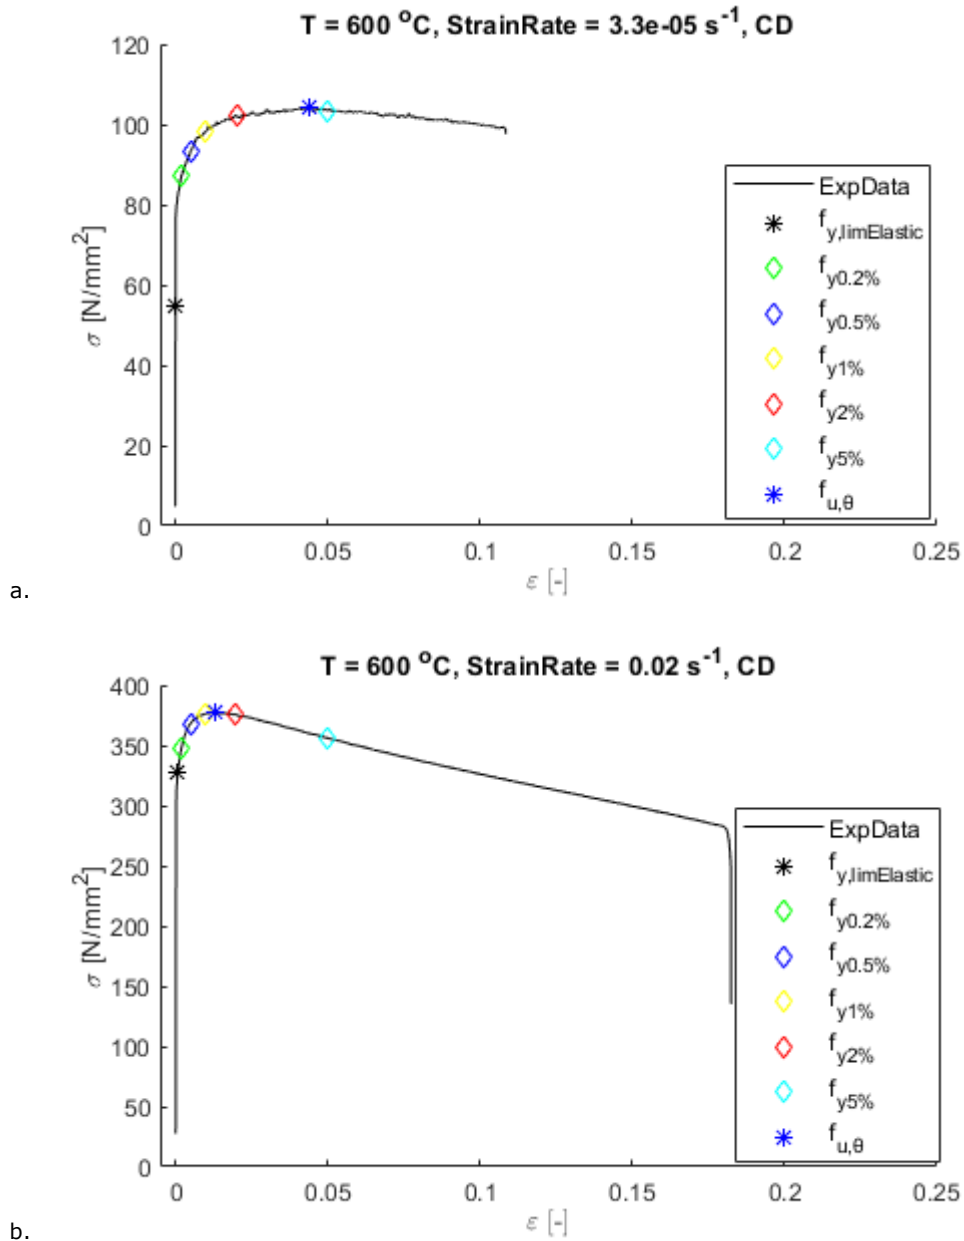 T = 600 °C, StrainRate = 3.3e-05 s⁻¹, CD
120
100
80
60
40
20
0
σ [N/mm²]
ExpData
f_y,limElastic
f_y0.2%
f_y0.5%
f_y1%
f_y2%
f_y5%
f_u,θ
0 0.05 0.1 0.15 0.2 0.25
ε [-]
a.
T = 600 °C, StrainRate = 0.02 s⁻¹, CD
400
350
300
250
200
150
100
50
0
σ [N/mm²]
ExpData
f_y,limElastic
f_y0.2%
f_y0.5%
f_y1%
f_y2%
f_y5%
f_u,θ
0 0.05 0.1 0.15 0.2 0.25
ε [-]
b.